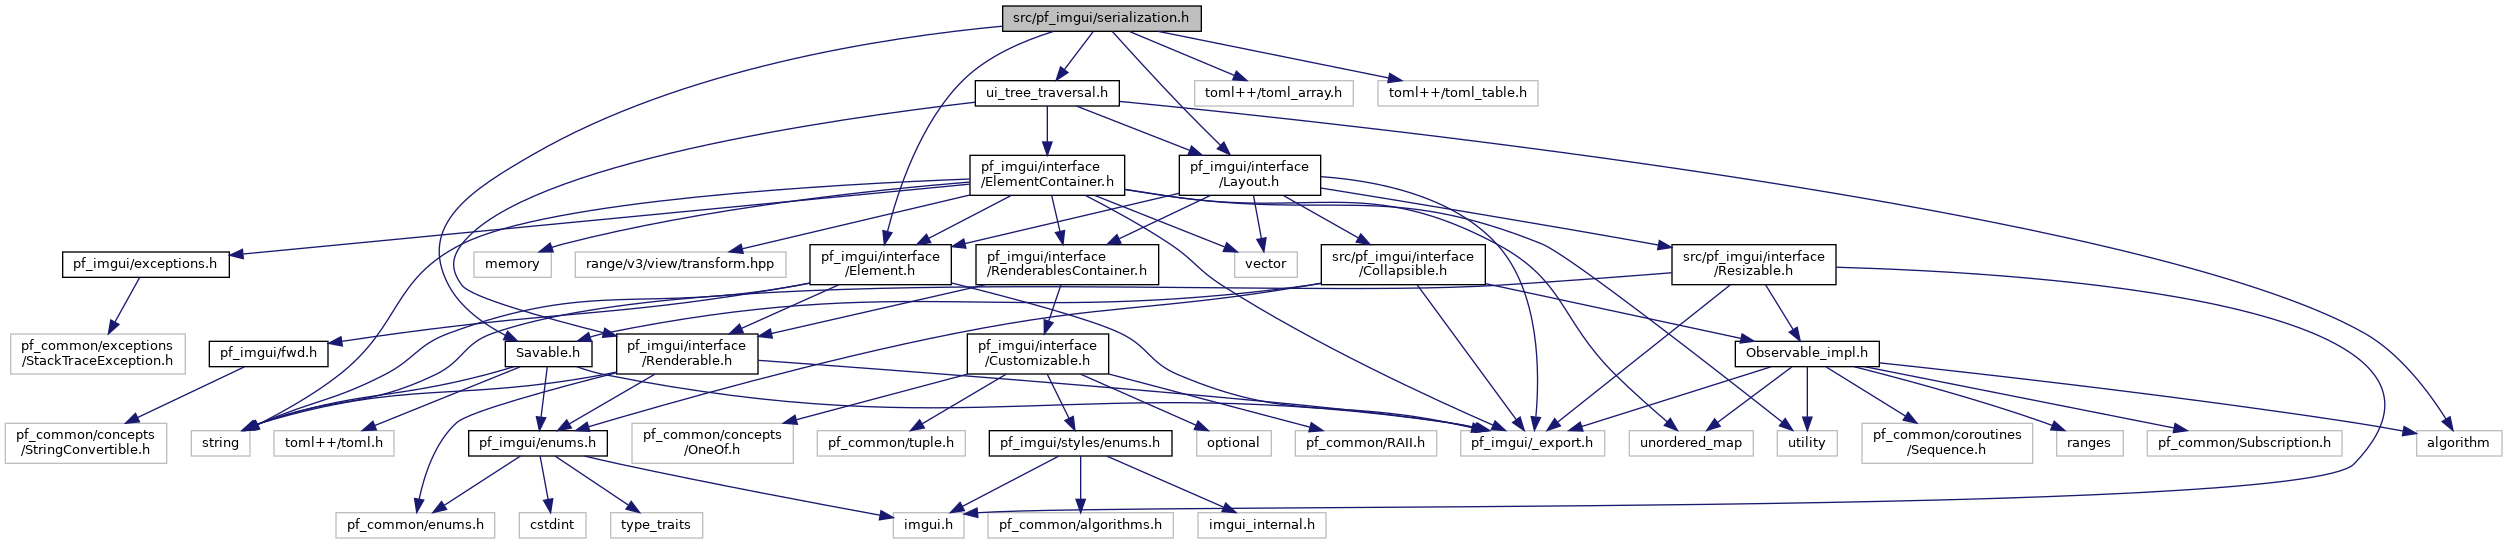 src/pf_imgui/serialization.h
ui_tree_traversal.h
toml++/toml_array.h
toml++/toml_table.h
pf_imgui/interface
/ElementContainer.h
pf_imgui/interface
/Layout.h
pf_imgui/exceptions.h
memory
range/v3/view/transform.hpp
pf_imgui/interface
/Element.h
pf_imgui/interface
/RenderablesContainer.h
vector
src/pf_imgui/interface
/Collapsible.h
src/pf_imgui/interface
/Resizable.h
pf_common/exceptions
/StackTraceException.h
pf_imgui/fwd.h
Savable.h
pf_imgui/interface
/Renderable.h
pf_imgui/interface
/Customizable.h
Observable_impl.h
pf_common/concepts
/StringConvertible.h
string
toml++/toml.h
pf_imgui/enums.h
pf_common/concepts
/OneOf.h
pf_common/tuple.h
pf_imgui/styles/enums.h
optional
pf_common/RAII.h
pf_imgui/_export.h
unordered_map
utility
pf_common/coroutines
/Sequence.h
ranges
pf_common/Subscription.h
algorithm
pf_common/enums.h
cstdint
type_traits
imgui.h
pf_common/algorithms.h
imgui_internal.h